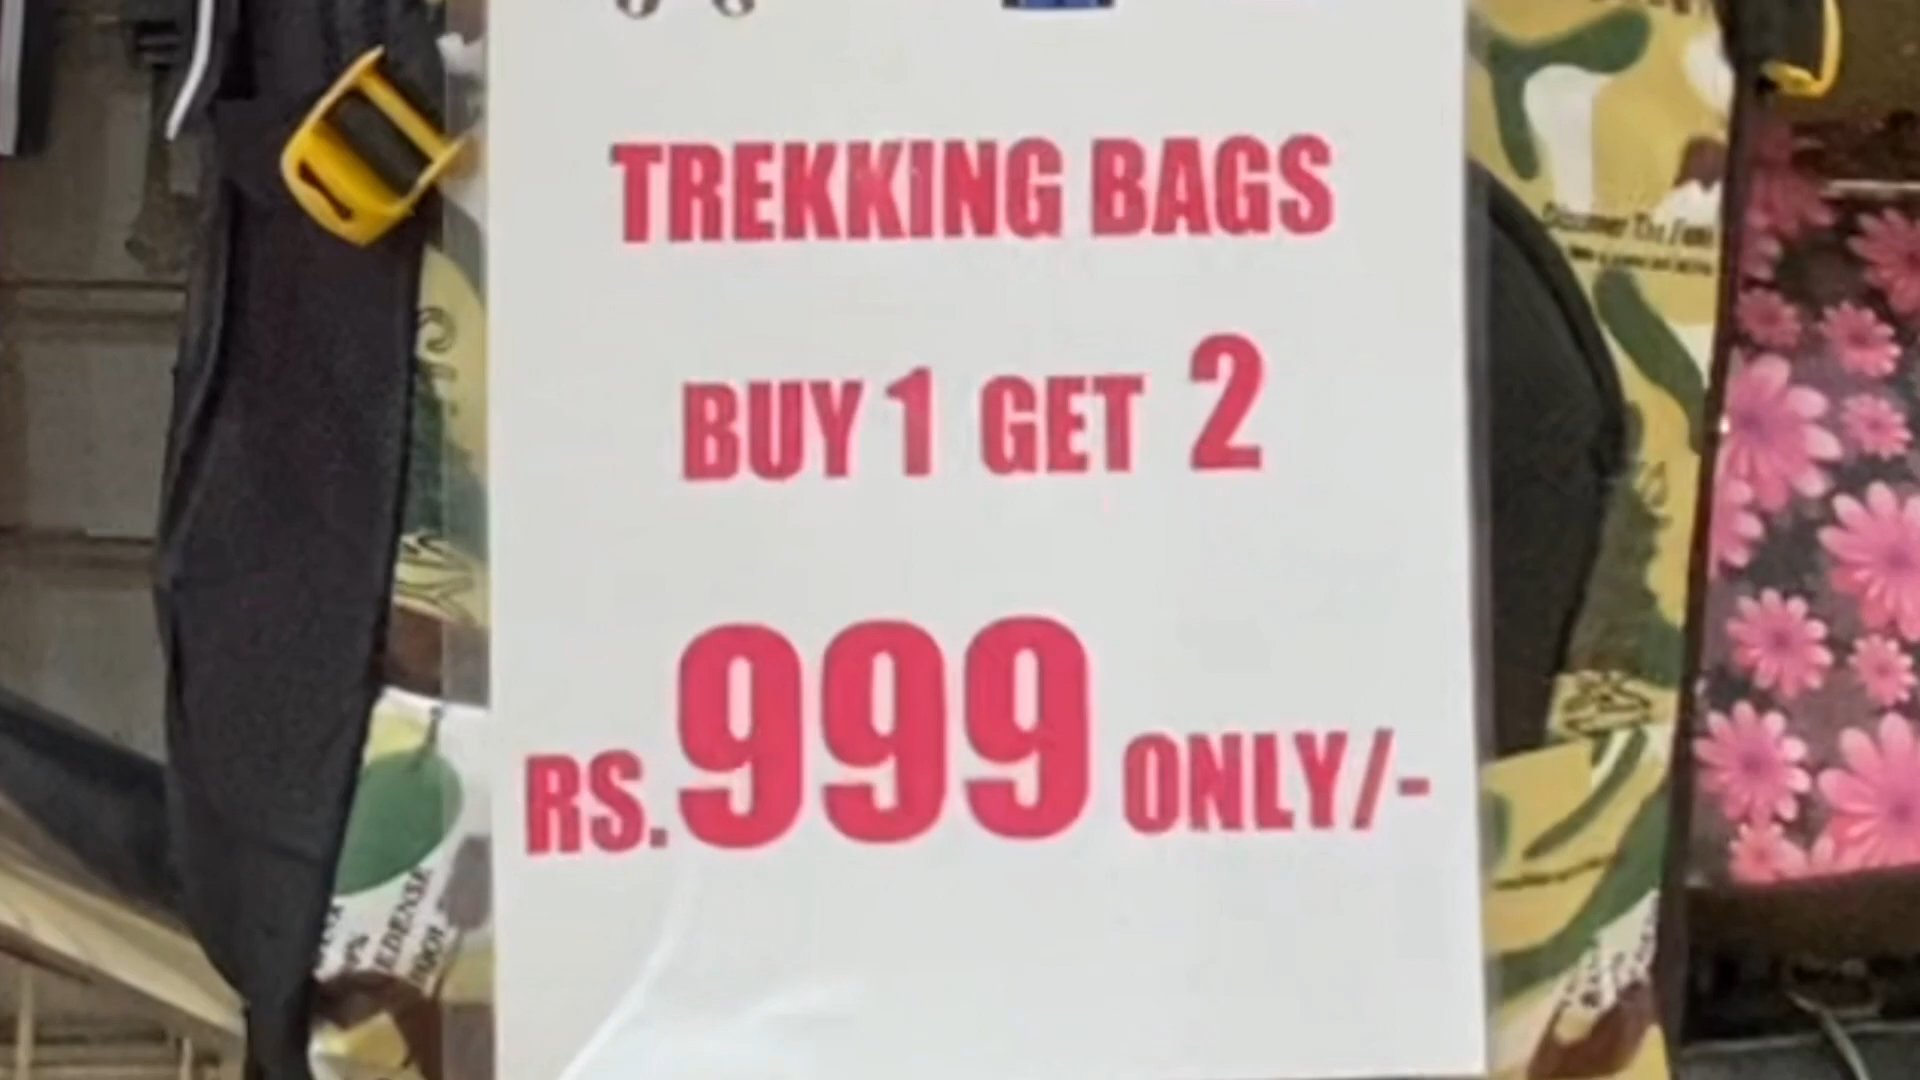 TREKKING BAGS
BUY 1 GET 2
RS. 999 ONLY/-